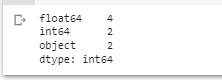 float64    4
int64      2
object     2
dtype: int64